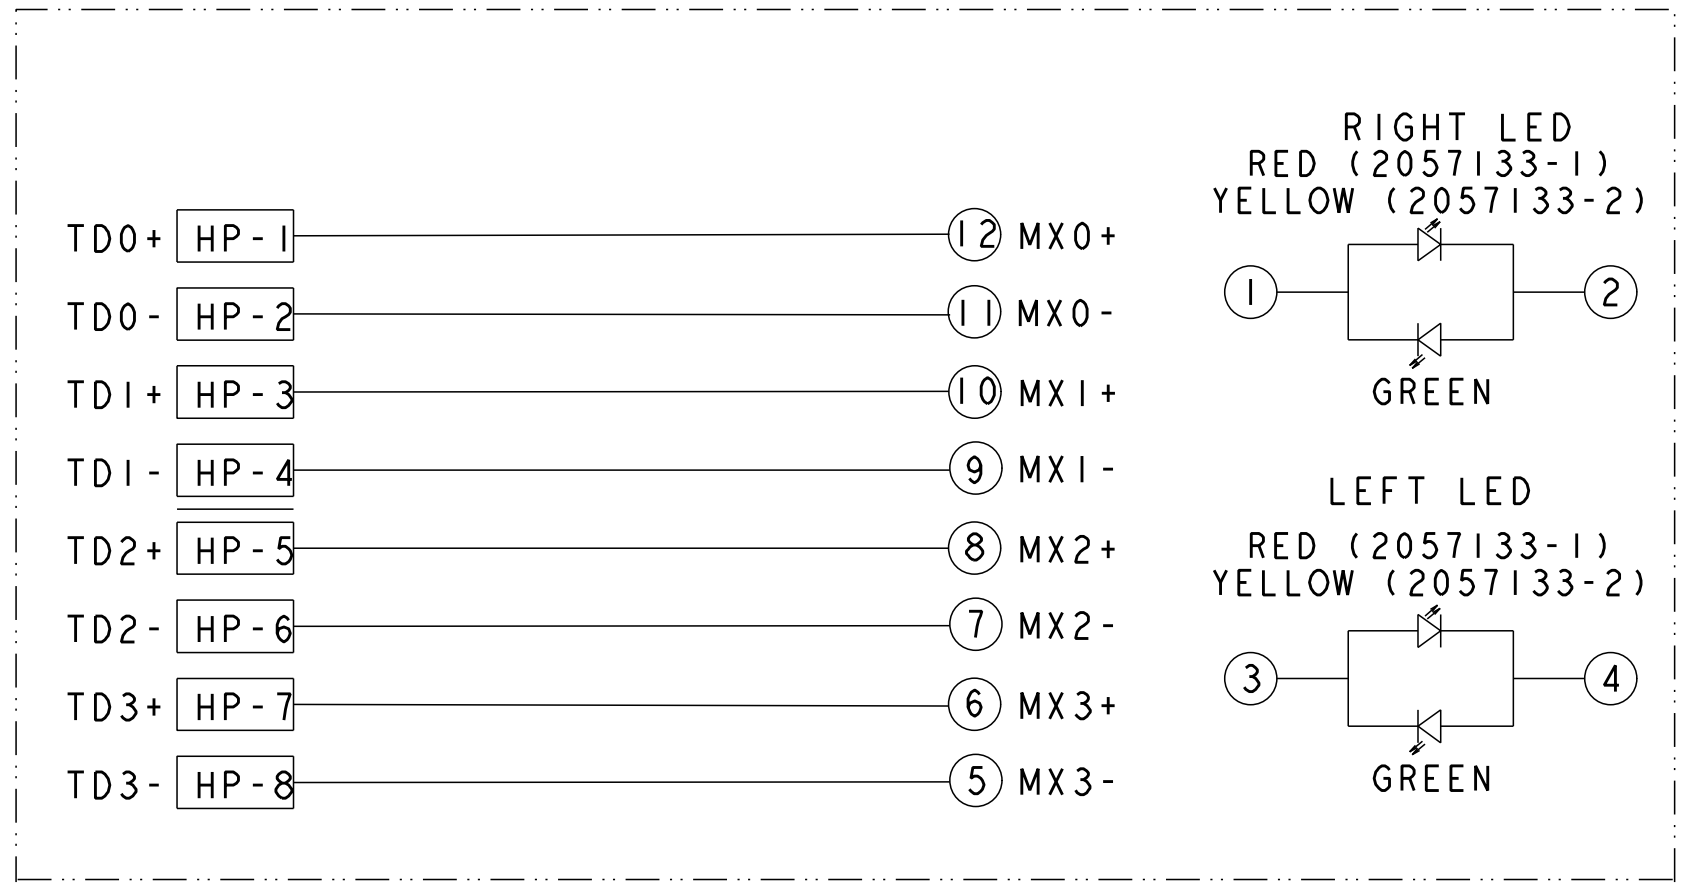 TD0+ HP-1 12 MX0+
TD0- HP-2 11 MX0-
TD1+ HP-3 10 MX1+
TD1- HP-4 9 MX1-
TD2+ HP-5 8 MX2+
TD2- HP-6 7 MX2-
TD3+ HP-7 6 MX3+
TD3- HP-8 5 MX3-
RIGHT LED
RED (2057133-1)
YELLOW (2057133-2)
1 2
GREEN
LEFT LED
RED (2057133-1)
YELLOW (2057133-2)
3 4
GREEN